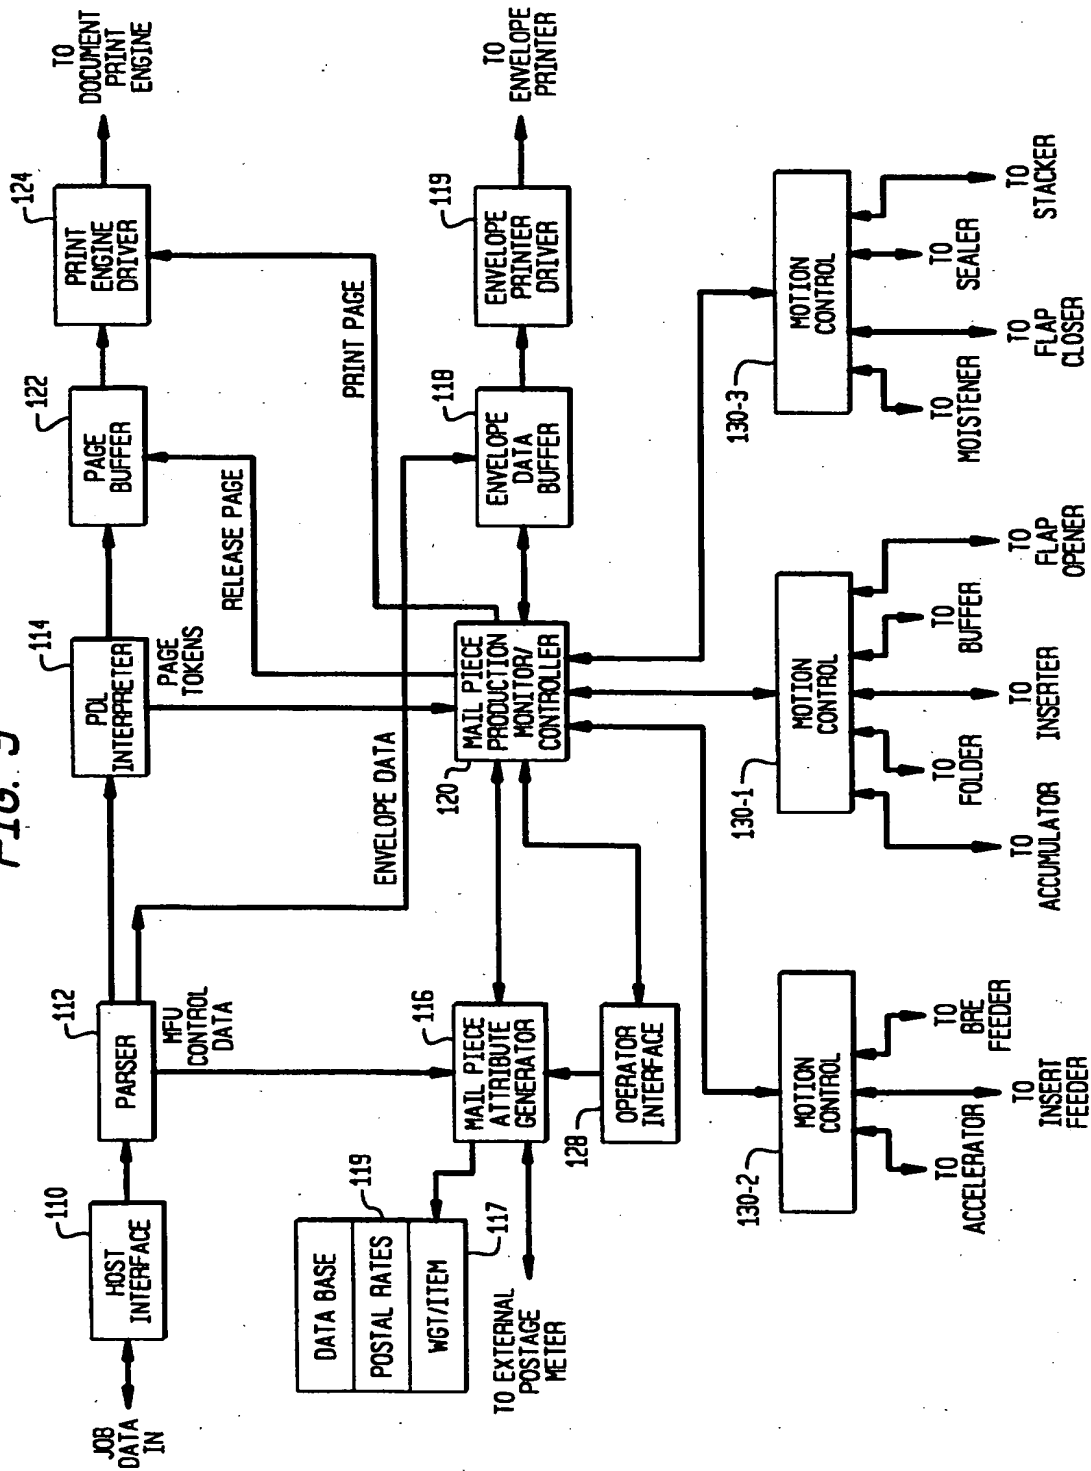 FIG.
JOB
DATA
IN
110
HOST
INTERFACE
112
PARSER
MFU
CONTROL
DATA
114
PDL
INTERPRETER
PAGE
TOKENS
122
PAGE
BUFFER
RELEASE PAGE
124
PRINT
ENGINE
DRIVER
TO
DOCUMENT
PRINT
ENGINE
PRINT PAGE
ENVELOPE DATA
DATA BASE
POSTAL RATES
WGT/ITEM
119
117
TO EXTERNAL
POSTAGE
METER
116
MAIL PIECE
ATTRIBUTE
GENERATOR
128
OPERATOR
INTERFACE
120
MAIL PIECE
PRODUCTION
MONITOR/
CONTROLLER
118
ENVELOPE
DATA
BUFFER
119
ENVELOPE
PRINTER
DRIVER
TO
ENVELOPE
PRINTER
130-2
MOTION
CONTROL
TO
ACCELERATOR
TO
INSERT
FEEDER
TO
BRE
FEEDER
130-1
MOTION
CONTROL
TO
ACCUMULATOR
TO
FOLDER
TO
INSERTER
TO
BUFFER
TO
FLAP
OPENER
130-3
MOTION
CONTROL
TO
MOISTENER
TO
FLAP
CLOSER
TO
SEALER
TO
STACKER